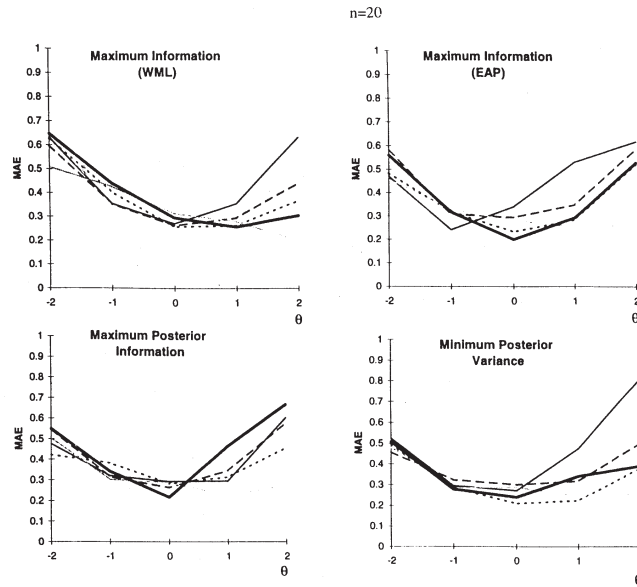 n=20
Maximum Information
(WML)
MAE
1
0.9
0.8
0.7
0.6
0.5
0.4
0.3
0.2
0.1
0
-2 -1 0 1 2
θ
Maximum Information
(EAP)
MAE
1
0.9
0.8
0.7
0.6
0.5
0.4
0.3
0.2
0.1
0
-2 -1 0 1 2
θ
Maximum Posterior
Information
MAE
1
0.9
0.8
0.7
0.6
0.5
0.4
0.3
0.2
0.1
0
-2 -1 0 1 2
θ
Minimum Posterior
Variance
MAE
1
0.9
0.8
0.7
0.6
0.5
0.4
0.3
0.2
0.1
0
-2 -1 0 1 2
θ